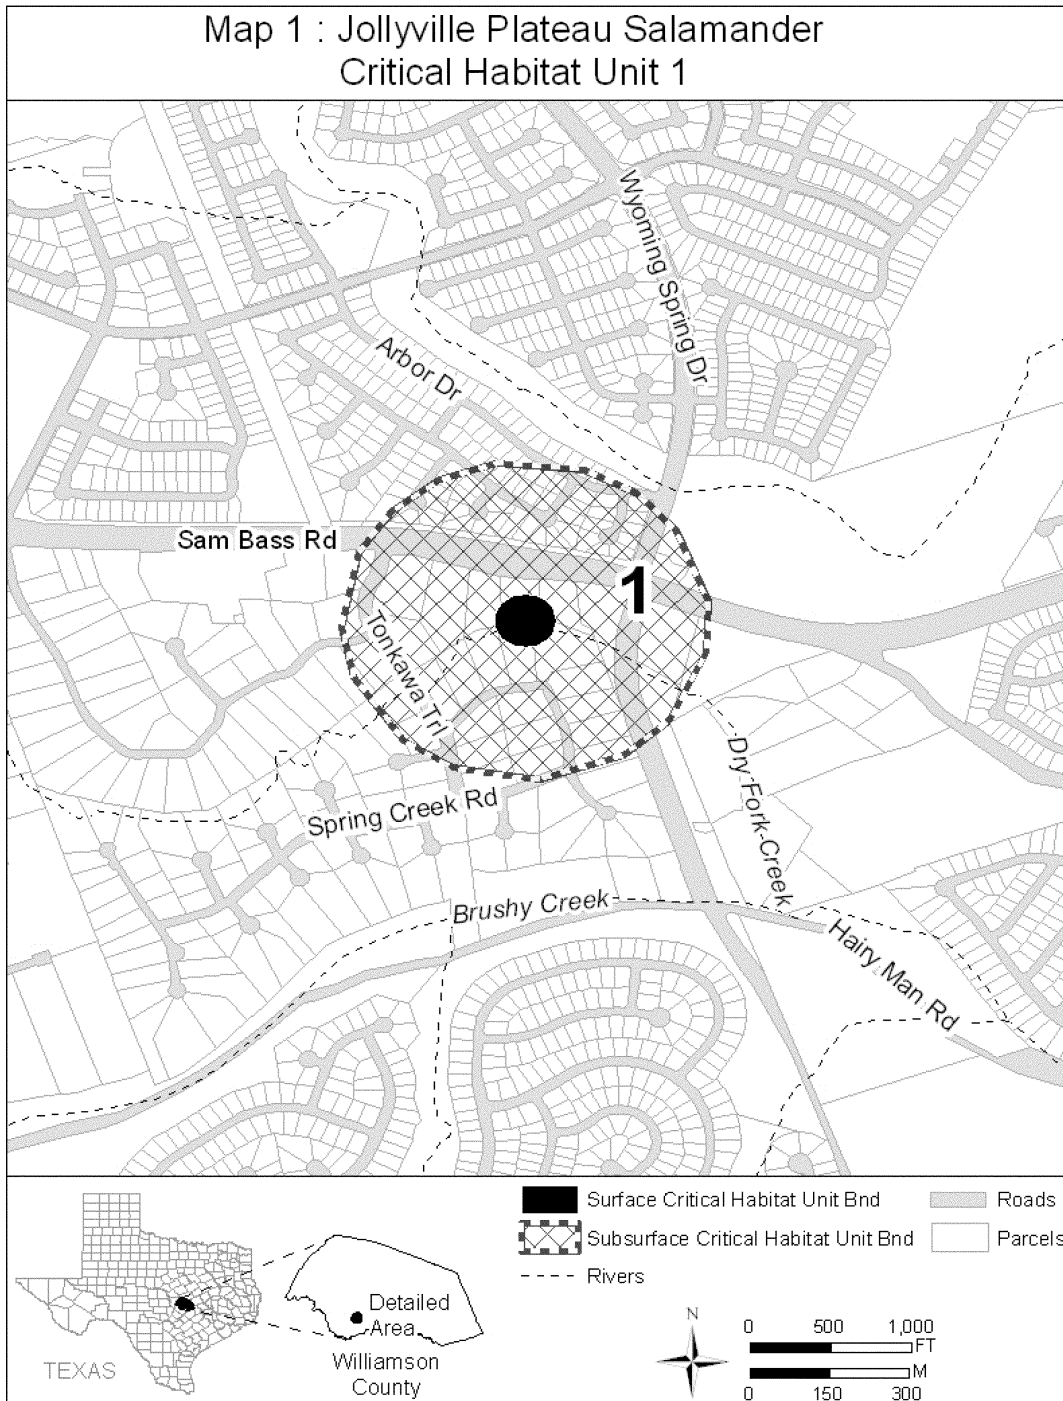 Map 1 : Jollyville Plateau Salamander
Critical Habitat Unit 1
Wyoming Spring Dr
Arbor Dr
Sam Bass Rd
1
Tonkawa Trl
Dry Fork Creek
Spring Creek Rd
Brushy Creek
Hairy Man Rd
Surface Critical Habitat Unit Bnd
Roads
Subsurface Critical Habitat Unit Bnd
Parcels
Rivers
Detailed
Area
TEXAS
Williamson
County
N
0 500 1,000
FT
M
0 150 300